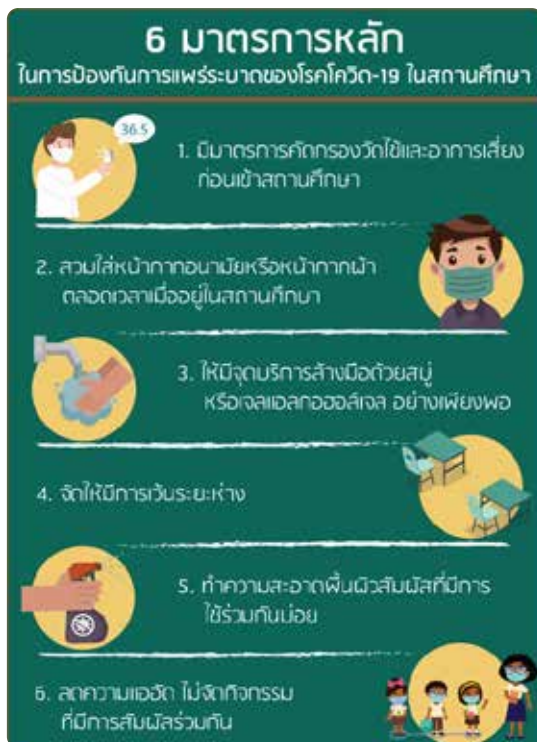 6 มาตรการหลัก
ในการป้องกันการแพร่ระบาดของโรคโควิด-19 ในสถานศึกษา
36.5
1. มีมาตรการคัดกรองวัดไข้และอาการเสี่ยง
ก่อนเข้าสถานศึกษา
2. สวมใส่หน้ากากอนามัยหรือหน้ากากผ้า
ตลอดเวลาเมื่ออยู่ในสถานศึกษา
3. ให้มีจุดบริการล้างมือด้วยสบู่
หรือเจลแอลกอฮอล์เจล อย่างเพียงพอ
4. จัดให้มีการเว้นระยะห่าง
5. ทำความสะอาดพื้นผิวสัมผัสที่มีการ
ใช้ร่วมกันบ่อย
6. ลดความแออัด ไม่จัดกิจกรรม
ที่มีการสัมผัสร่วมกัน